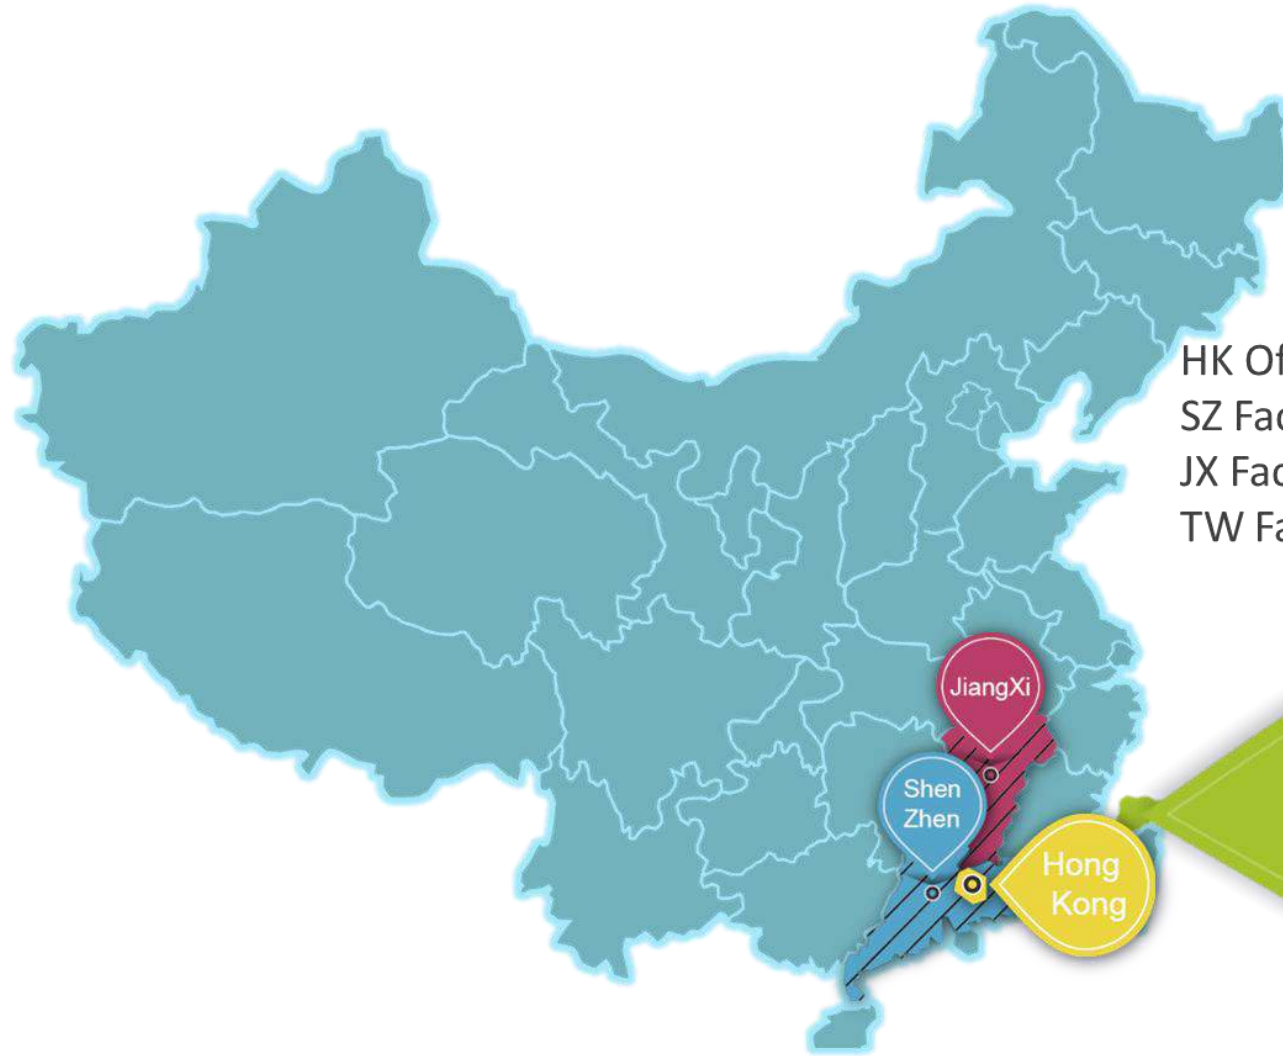 HK Of
SZ Fac
JX Fac
TW Fa
JiangXi
Shen
Zhen
Hong
Kong